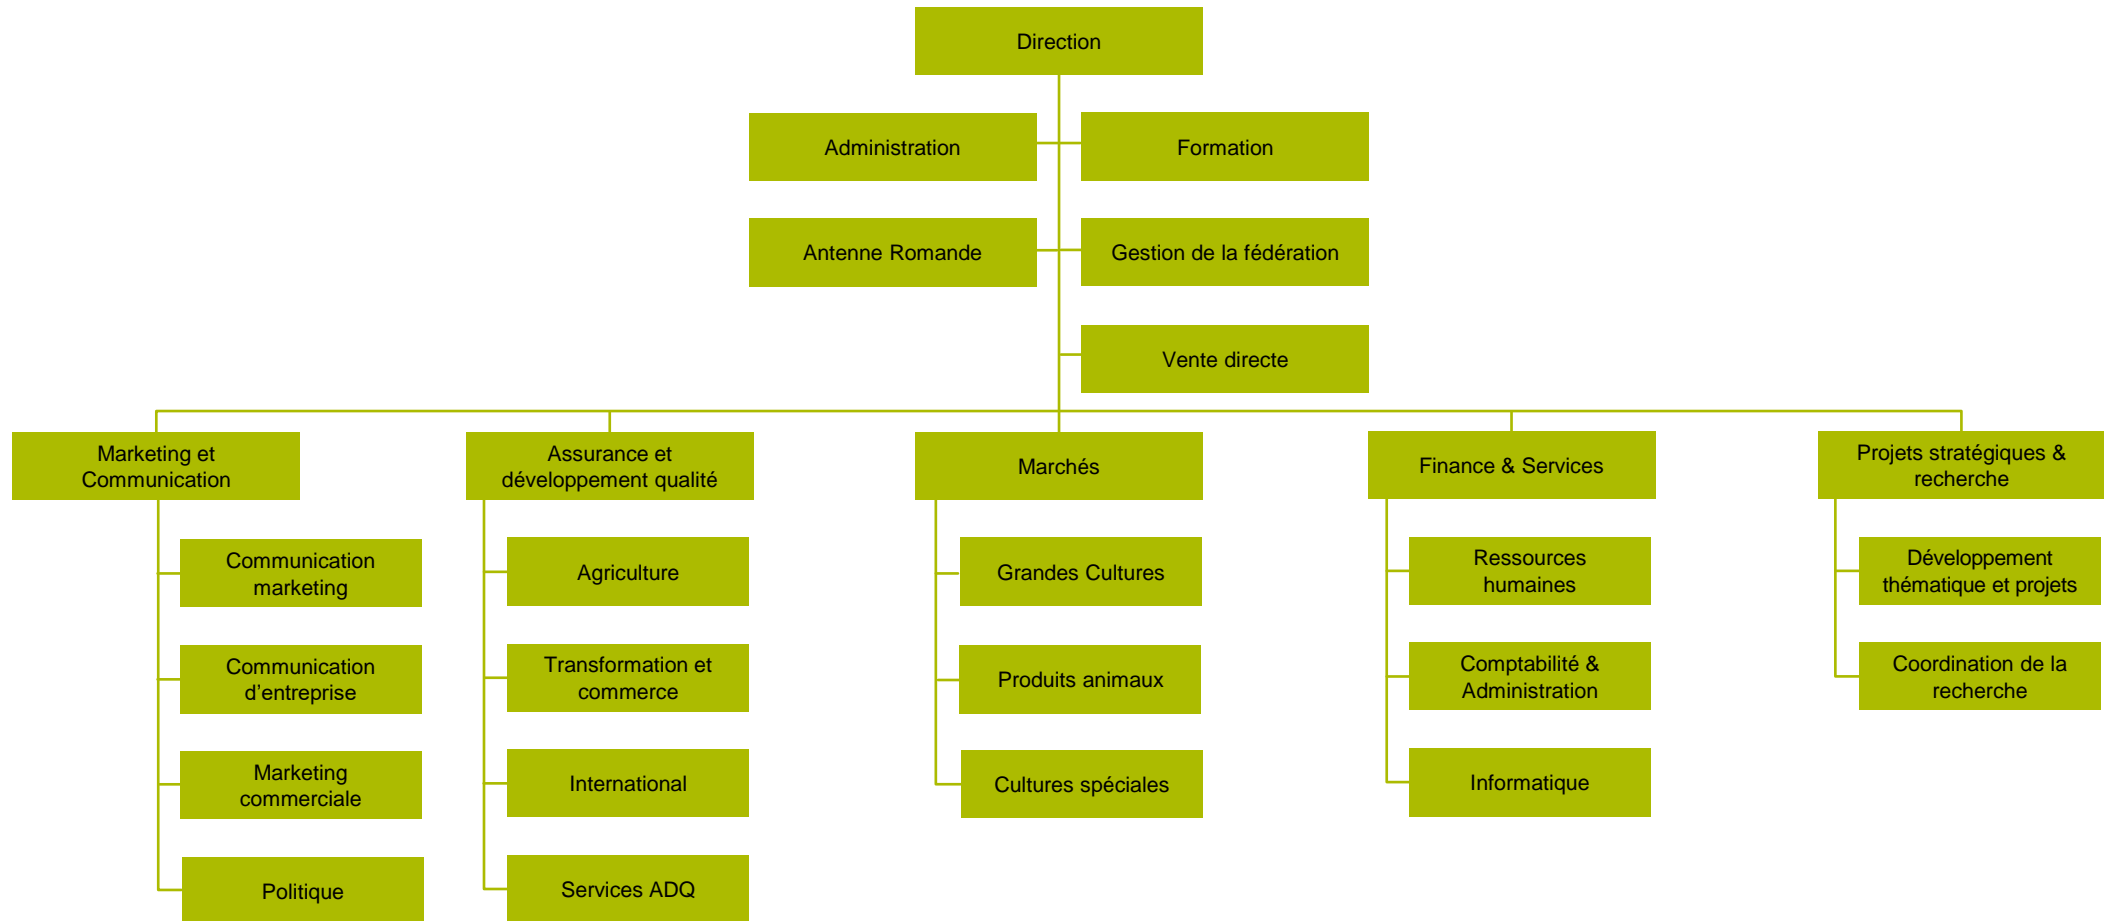 Direction
Administration
Formation
Antenne Romande
Gestion de la fédération
Vente directe
Marketing et
Communication
Assurance et
développement qualité
Marchés
Finance & Services
Projets stratégiques &
recherche
Communication
marketing
Communication
d’entreprise
Marketing
commerciale
Politique
Agriculture
Transformation et
commerce
International
Services ADQ
Grandes Cultures
Produits animaux
Cultures spéciales
Ressources
humaines
Comptabilité &
Administration
Informatique
Développement
thématique et projets
Coordination de la
recherche